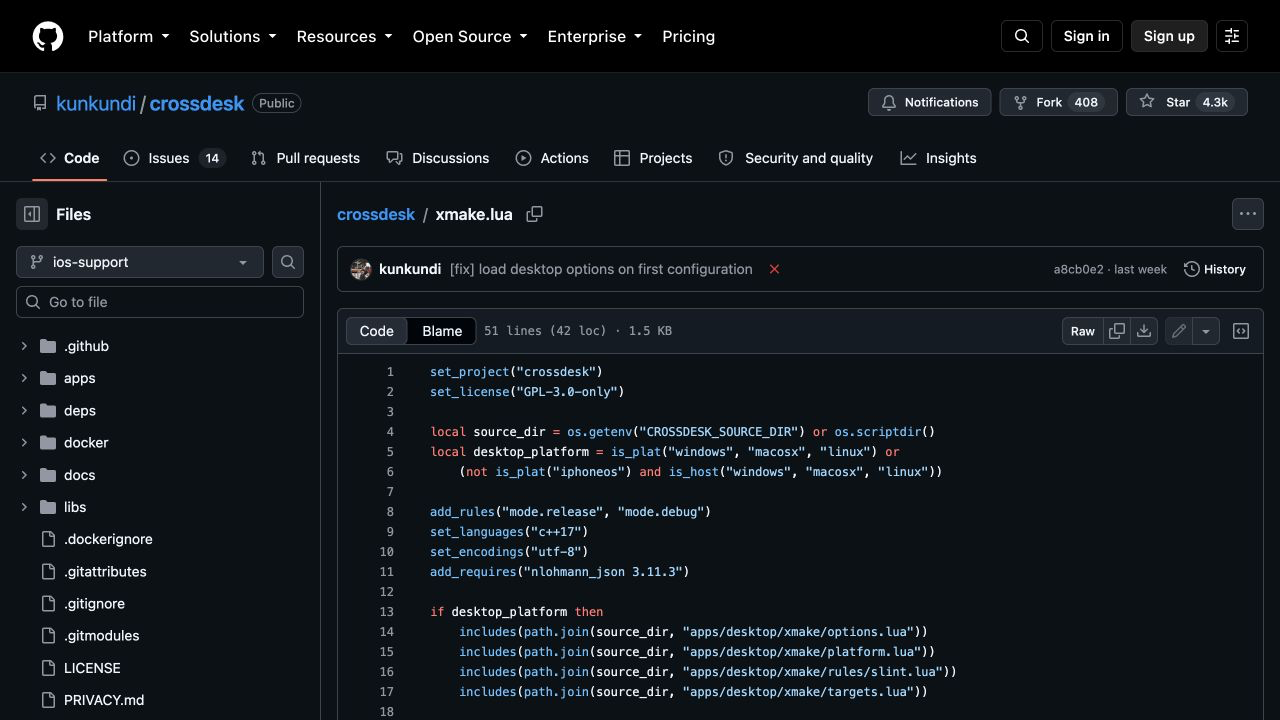 Platform Solutions Resources Open Source Enterprise Pricing Sign in Sign up
kunkundi / crossdesk Public Notifications Fork 408 Star 4.3k
Code Issues 14 Pull requests Discussions Actions Projects Security and quality Insights
Files
ios-support
Go to file
.github
apps
deps
docker
docs
libs
.dockerignore
.gitattributes
.gitignore
.gitmodules
LICENSE
PRIVACY.md
crossdesk / xmake.lua
kunkundi [fix] load desktop options on first configuration a8cb0e2 · last week History
Code Blame 51 lines (42 loc) · 1.5 KB Raw
1 set_project("crossdesk")
2 set_license("GPL-3.0-only")
3
4 local source_dir = os.getenv("CROSSDESK_SOURCE_DIR") or os.scriptdir()
5 local desktop_platform = is_plat("windows", "macosx", "linux") or
6     (not is_plat("iphoneos") and is_host("windows", "macosx", "linux"))
7
8 add_rules("mode.release", "mode.debug")
9 set_languages("c++17")
10 set_encodings("utf-8")
11 add_requires("nlohmann_json 3.11.3")
12
13 if desktop_platform then
14     includes(path.join(source_dir, "apps/desktop/xmake/options.lua"))
15     includes(path.join(source_dir, "apps/desktop/xmake/platform.lua"))
16     includes(path.join(source_dir, "apps/desktop/xmake/rules/slint.lua"))
17     includes(path.join(source_dir, "apps/desktop/xmake/targets.lua"))
18